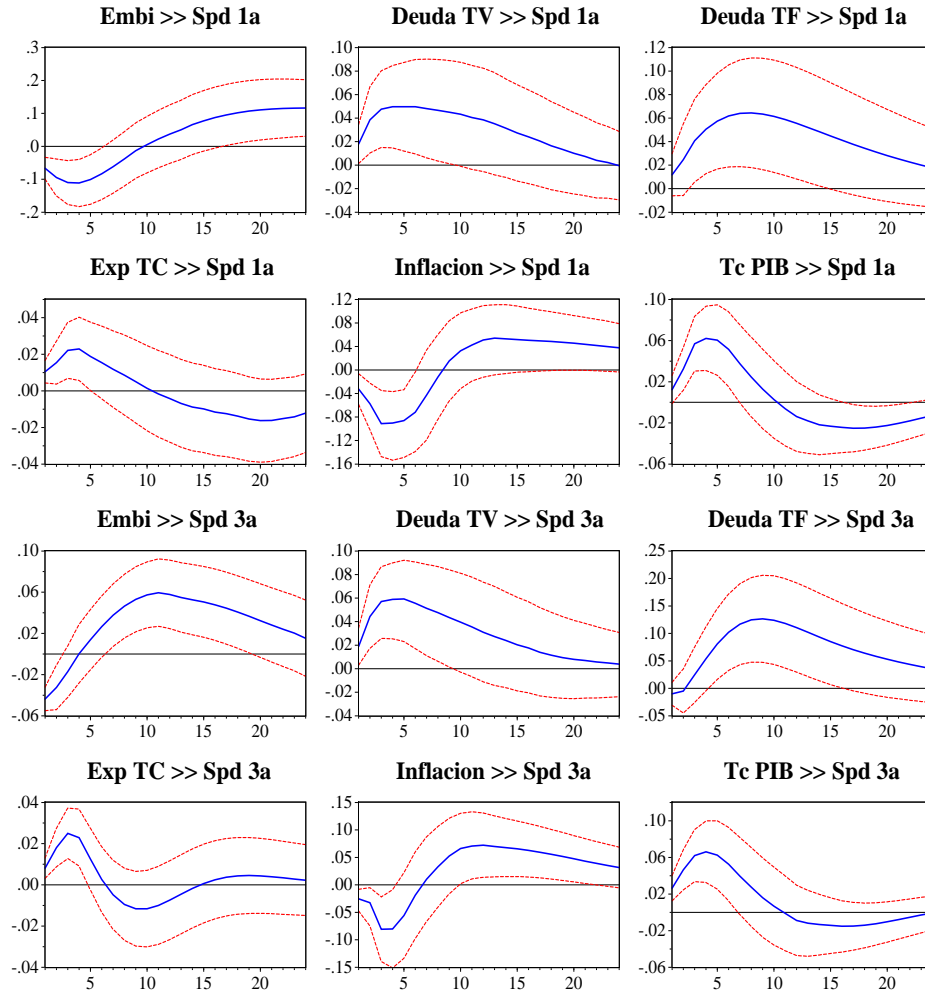 Embi >> Spd 1a Deuda TV >> Spd 1a Deuda TF >> Spd 1a
.3 .10 .12
.2 .08 .10
.1 .06 .08
.0 .04 .06
-.1 .02 .04
-.2 .00 .02
-.02 .00
-.04 -.02
5 10 15 20 5 10 15 20 5 10 15 20
Exp TC >> Spd 1a Inflacion >> Spd 1a Tc PIB >> Spd 1a
.04 .12 .10
.02 .08 .06
.00 .04 .02
-.02 .00 -.02
-.04 -.04 -.06
-.08
-.12
-.16
5 10 15 20 5 10 15 20 5 10 15 20
Embi >> Spd 3a Deuda TV >> Spd 3a Deuda TF >> Spd 3a
.10 .10 .25
.06 .08 .20
.02 .06 .15
-.02 .04 .10
-.06 .02 .05
.00 .00
-.02 -.05
-.04
5 10 15 20 5 10 15 20 5 10 15 20
Exp TC >> Spd 3a Inflacion >> Spd 3a Tc PIB >> Spd 3a
.04 .15 .10
.02 .10 .06
.00 .05 .02
-.02 .00 -.02
-.04 -.05 -.06
-.10
-.15
5 10 15 20 5 10 15 20 5 10 15 20